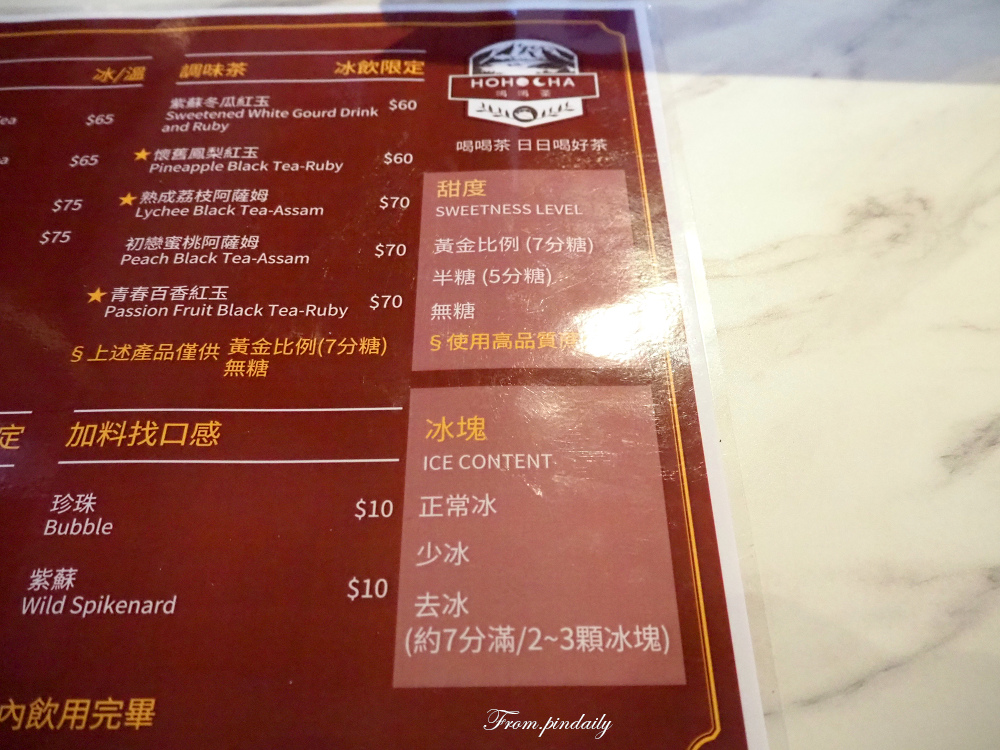 冰/溫
$65
$65
$75
$75
調味茶 冰飲限定
紫蘇冬瓜紅玉 $60
Sweetened White Gourd Drink
and Ruby
★懷舊鳳梨紅玉 $60
Pineapple Black Tea-Ruby
★熟成荔枝阿薩姆 $70
Lychee Black Tea-Assam
初戀蜜桃阿薩姆 $70
Peach Black Tea-Assam
★青春百香紅玉 $70
Passion Fruit Black Tea-Ruby
§上述產品僅供 黃金比例(7分糖)
無糖
定
加料找口感
珍珠 $10
Bubble
紫蘇 $10
Wild Spikenard
內飲用完畢
HOHOCHA
喝喝茶
喝喝茶 日日喝好茶
甜度
SWEETNESS LEVEL
黃金比例 (7分糖)
半糖 (5分糖)
無糖
§使用高品質
冰塊
ICE CONTENT
正常冰
少冰
去冰
(約7分滿/2~3顆冰塊)
From.pindaily